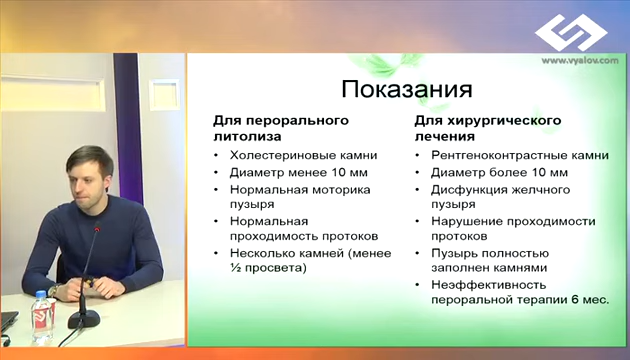 www.vyalov.com
Показания
Для перорального
литолиза
• Холестериновые камни
• Диаметр менее 10 мм
• Нормальная моторика
пузыря
• Нормальная
проходимость протоков
• Несколько камней (менее
½ просвета)
Для хирургического
лечения
• Рентгеноконтрастные камни
• Диаметр более 10 мм
• Дисфункция желчного
пузыря
• Нарушение проходимости
протоков
• Пузырь полностью
заполнен камнями
• Неэффективность
пероральной терапии 6 мес.